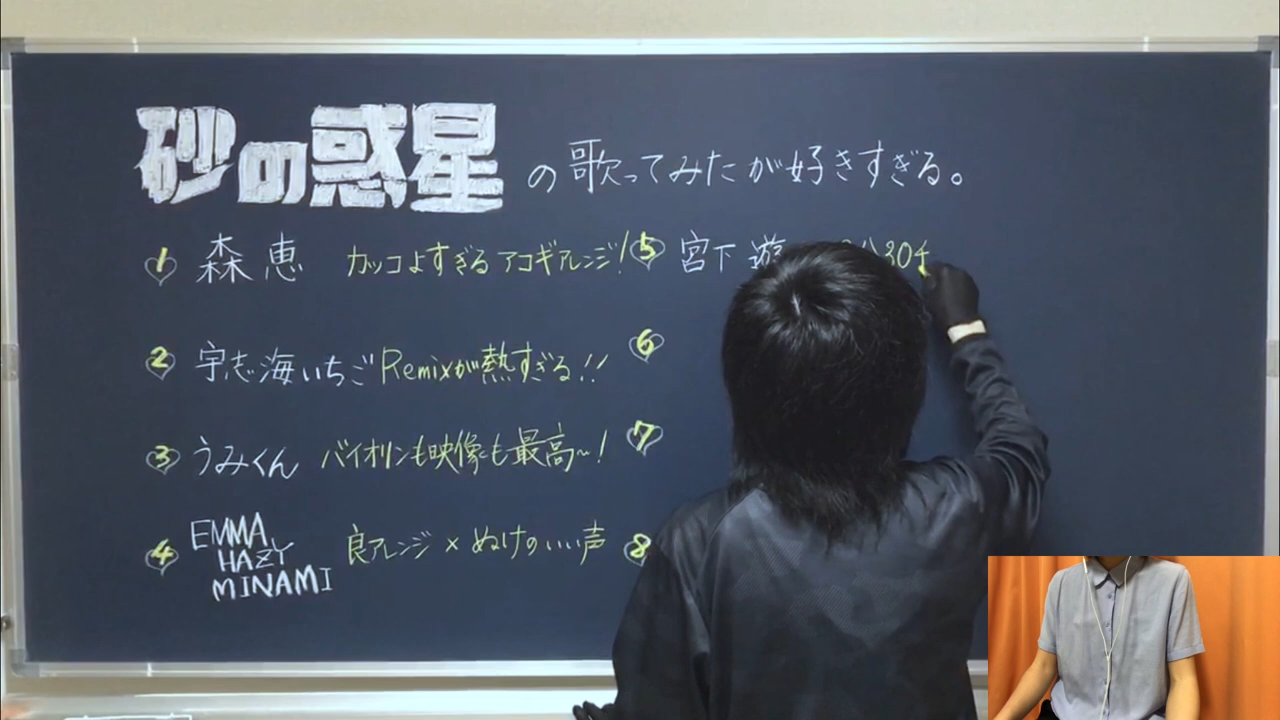 砂の惑星の歌ってみたが好きすぎる。
1 森恵 カッコよすぎるアコギアレンジ!
2 宇志海いちご Remixが熱すぎる!!
3 うみくん バイオリンも映像も最高~!
4 EMMA HAZY MINAMI 良アレンジ×ぬけのいい声
5 宮下遊 30
6
7
8